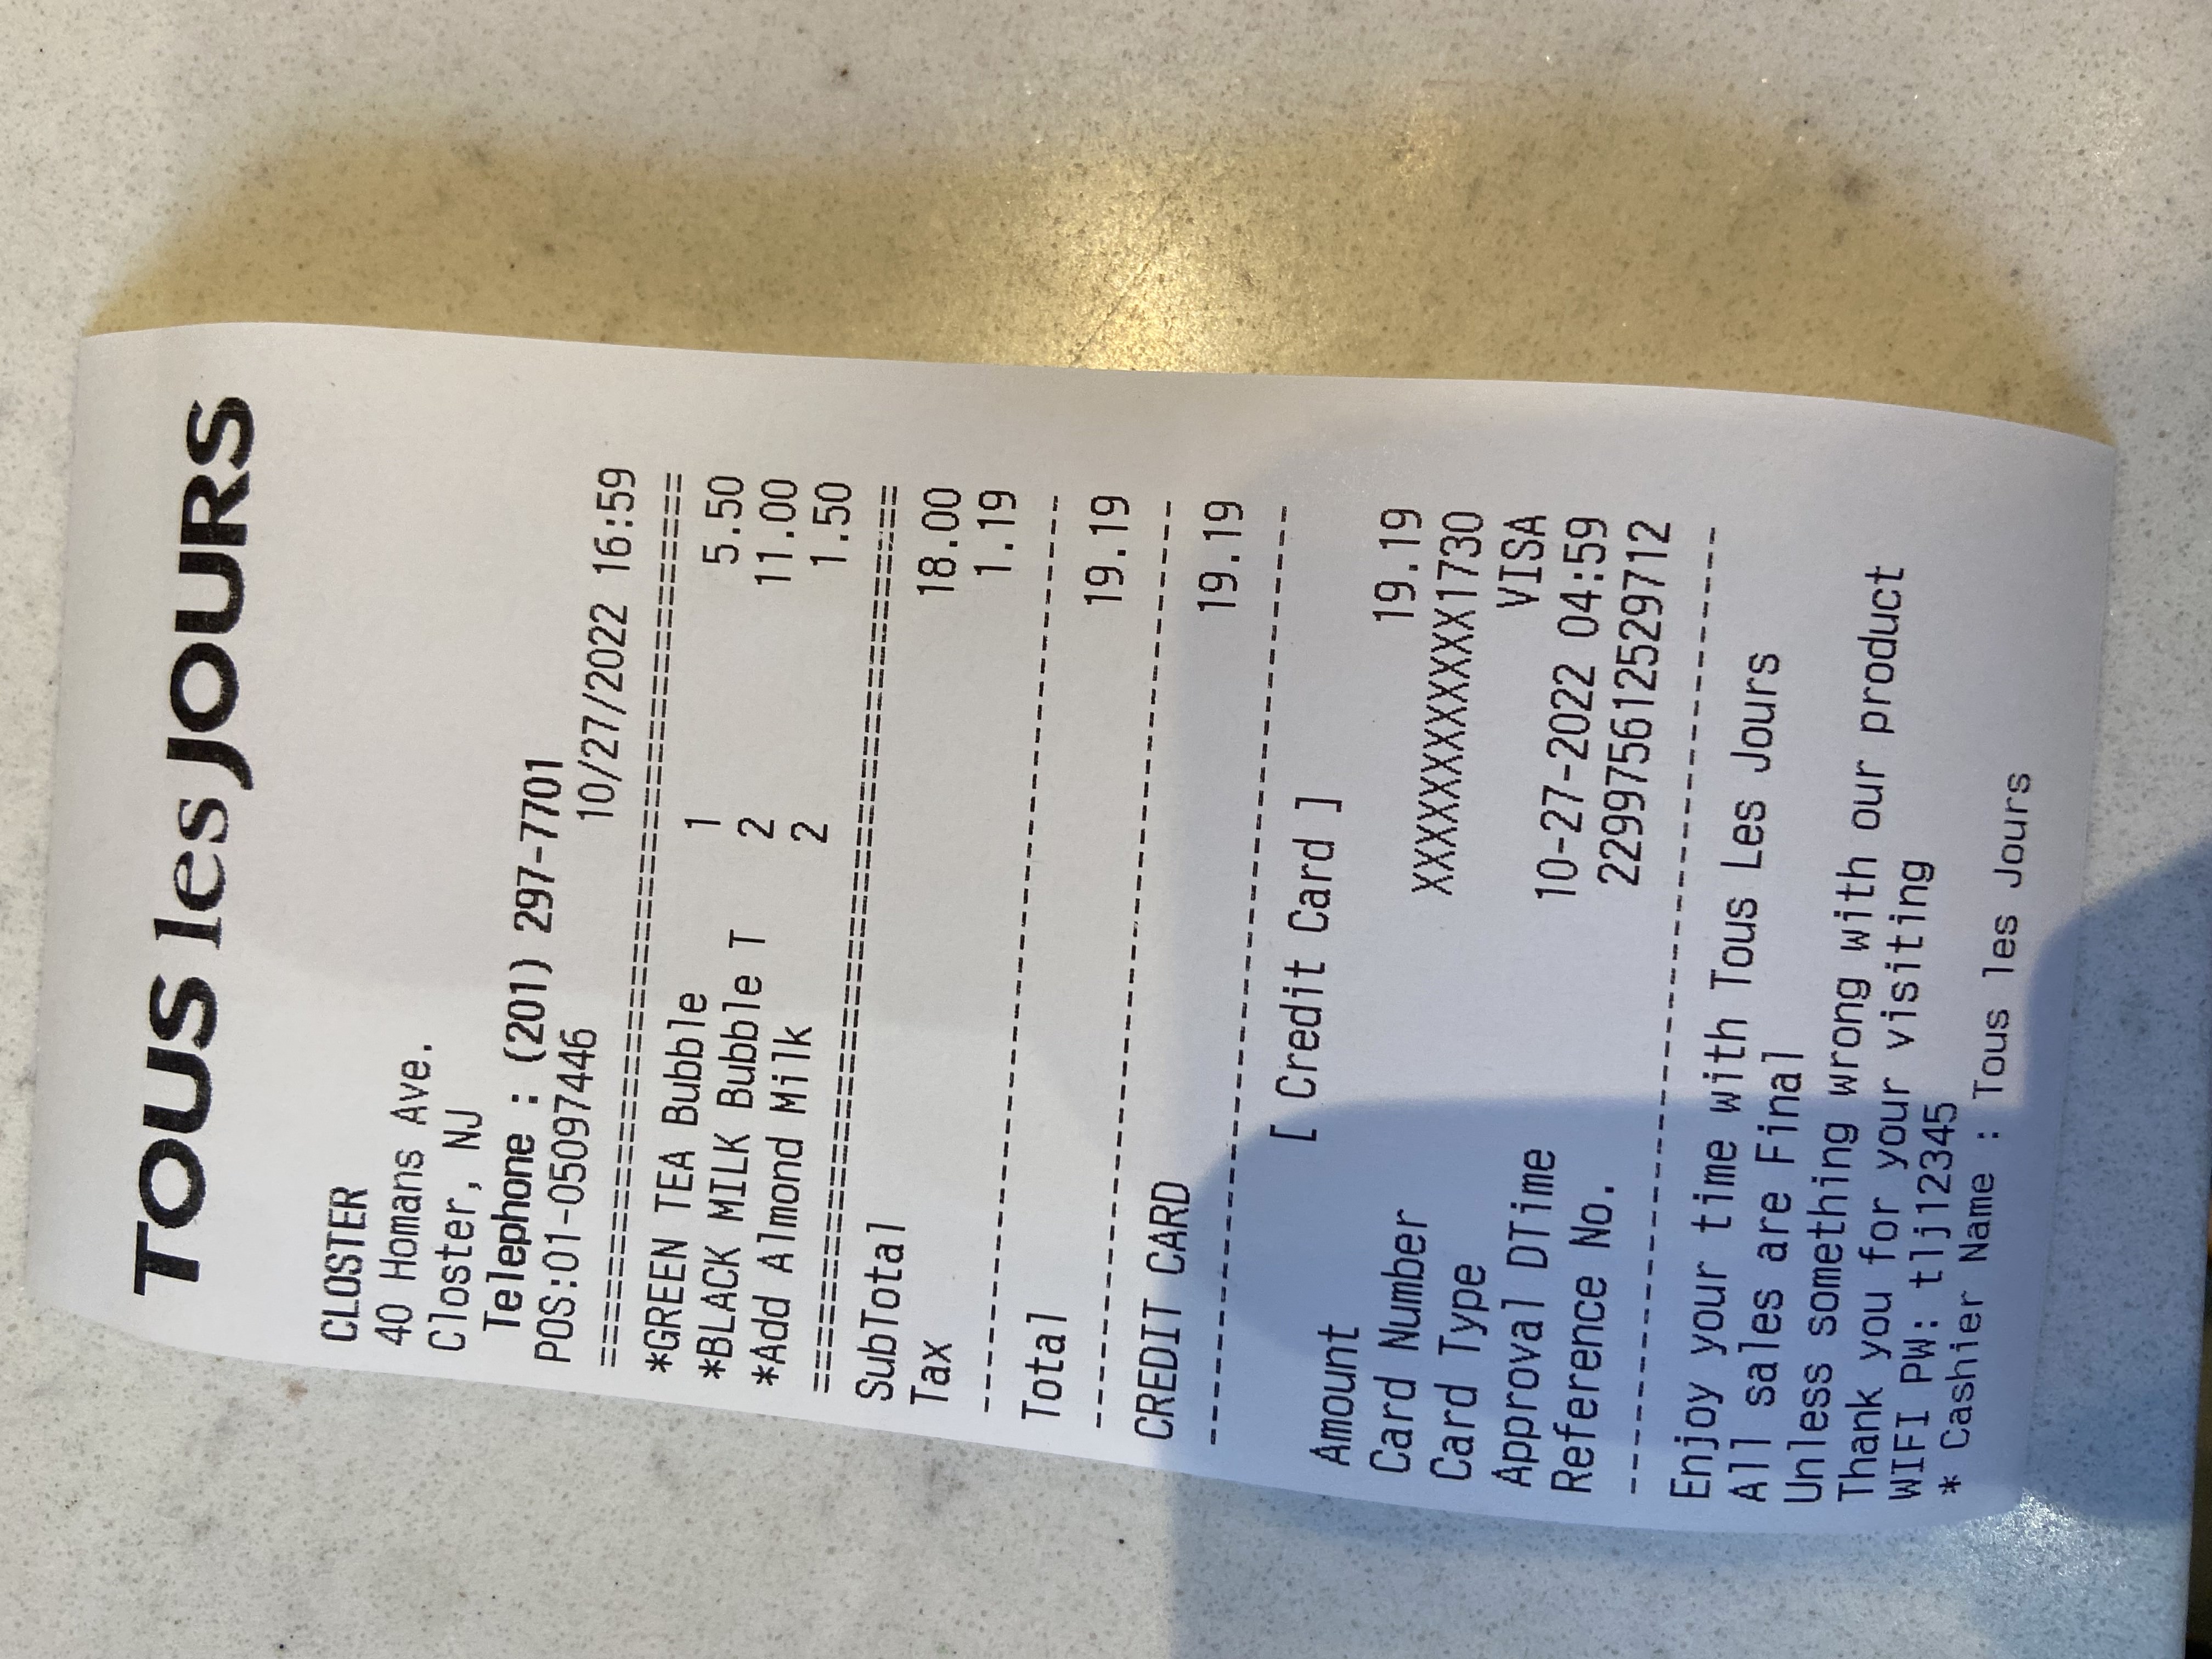 TOUS les JOURS
CLOSTER
40 Homans Ave.
Closter, NJ
Telephone : (201) 297-7701
POS:01-05097446 10/27/2022 16:59
====================================
*GREEN TEA Bubble 1 5.50
*BLACK MILK Bubble T 2 11.00
*Add Almond Milk 2 1.50
====================================
SubTotal 18.00
Tax 1.19
------------------------------------
Total 19.19
------------------------------------
CREDIT CARD 19.19
------------------------------------
[ Credit Card ]
Amount 19.19
Card Number XXXXXXXXXXXX1730
Card Type VISA
Approval DTime 10-27-2022 04:59
Reference No. 229975612529712
------------------------------------
Enjoy your time with Tous Les Jours
All sales are Final
Unless something wrong with our product
Thank you for your visiting
WIFI PW: tlj12345
* Cashier Name : Tous les Jours